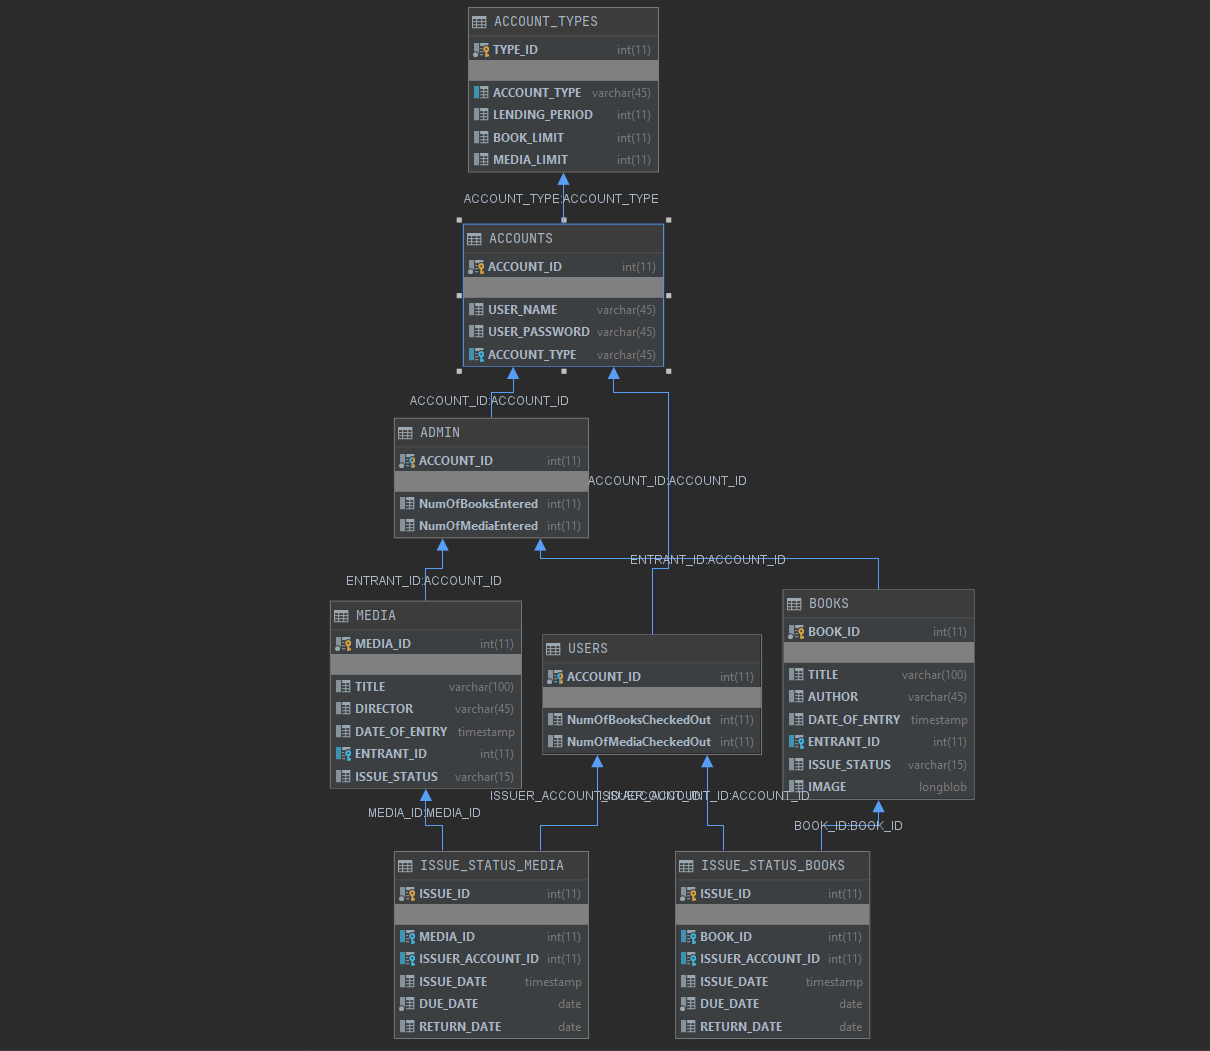 ACCOUNT_TYPES
TYPE_ID int(11)
ACCOUNT_TYPE varchar(45)
LENDING_PERIOD int(11)
BOOK_LIMIT int(11)
MEDIA_LIMIT int(11)
ACCOUNT_TYPE:ACCOUNT_TYPE
ACCOUNTS
ACCOUNT_ID int(11)
USER_NAME varchar(45)
USER_PASSWORD varchar(45)
ACCOUNT_TYPE varchar(45)
ACCOUNT_ID:ACCOUNT_ID
ADMIN
ACCOUNT_ID int(11)
NumOfBooksEntered int(11)
NumOfMediaEntered int(11)
ACCOUNT_ID:ACCOUNT_ID
ENTRANT_ID:ACCOUNT_ID
ENTRANT_ID:ACCOUNT_ID
MEDIA
MEDIA_ID int(11)
TITLE varchar(100)
DIRECTOR varchar(45)
DATE_OF_ENTRY timestamp
ENTRANT_ID int(11)
ISSUE_STATUS varchar(15)
USERS
ACCOUNT_ID int(11)
NumOfBooksCheckedOut int(11)
NumOfMediaCheckedOut int(11)
BOOKS
BOOK_ID int(11)
TITLE varchar(100)
AUTHOR varchar(45)
DATE_OF_ENTRY timestamp
ENTRANT_ID int(11)
ISSUE_STATUS varchar(15)
IMAGE longblob
ISSUER_ACCOUNT_ID:ACCOUNT_ID
ISSUER_ACCOUNT_ID:ACCOUNT_ID
MEDIA_ID:MEDIA_ID
BOOK_ID:BOOK_ID
ISSUE_STATUS_MEDIA
ISSUE_ID int(11)
MEDIA_ID int(11)
ISSUER_ACCOUNT_ID int(11)
ISSUE_DATE timestamp
DUE_DATE date
RETURN_DATE date
ISSUE_STATUS_BOOKS
ISSUE_ID int(11)
BOOK_ID int(11)
ISSUER_ACCOUNT_ID int(11)
ISSUE_DATE timestamp
DUE_DATE date
RETURN_DATE date